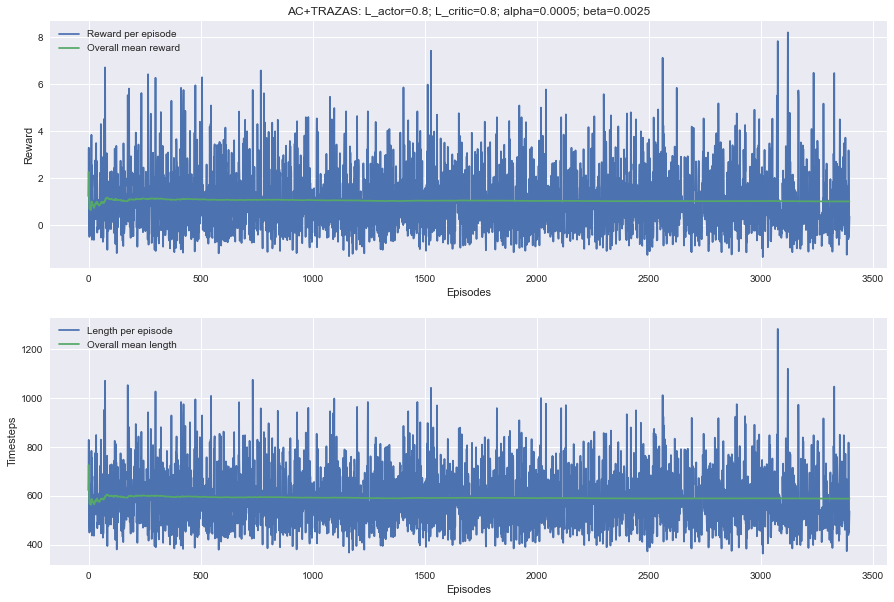 AC+TRAZAS: L_actor=0.8; L_critic=0.8; alpha=0.0005; beta=0.0025
Reward per episode
Overall mean reward
8
6
4
2
0
Reward
0 500 1000 1500 2000 2500 3000 3500
Episodes
Length per episode
Overall mean length
1200
1000
800
600
400
Timesteps
0 500 1000 1500 2000 2500 3000 3500
Episodes